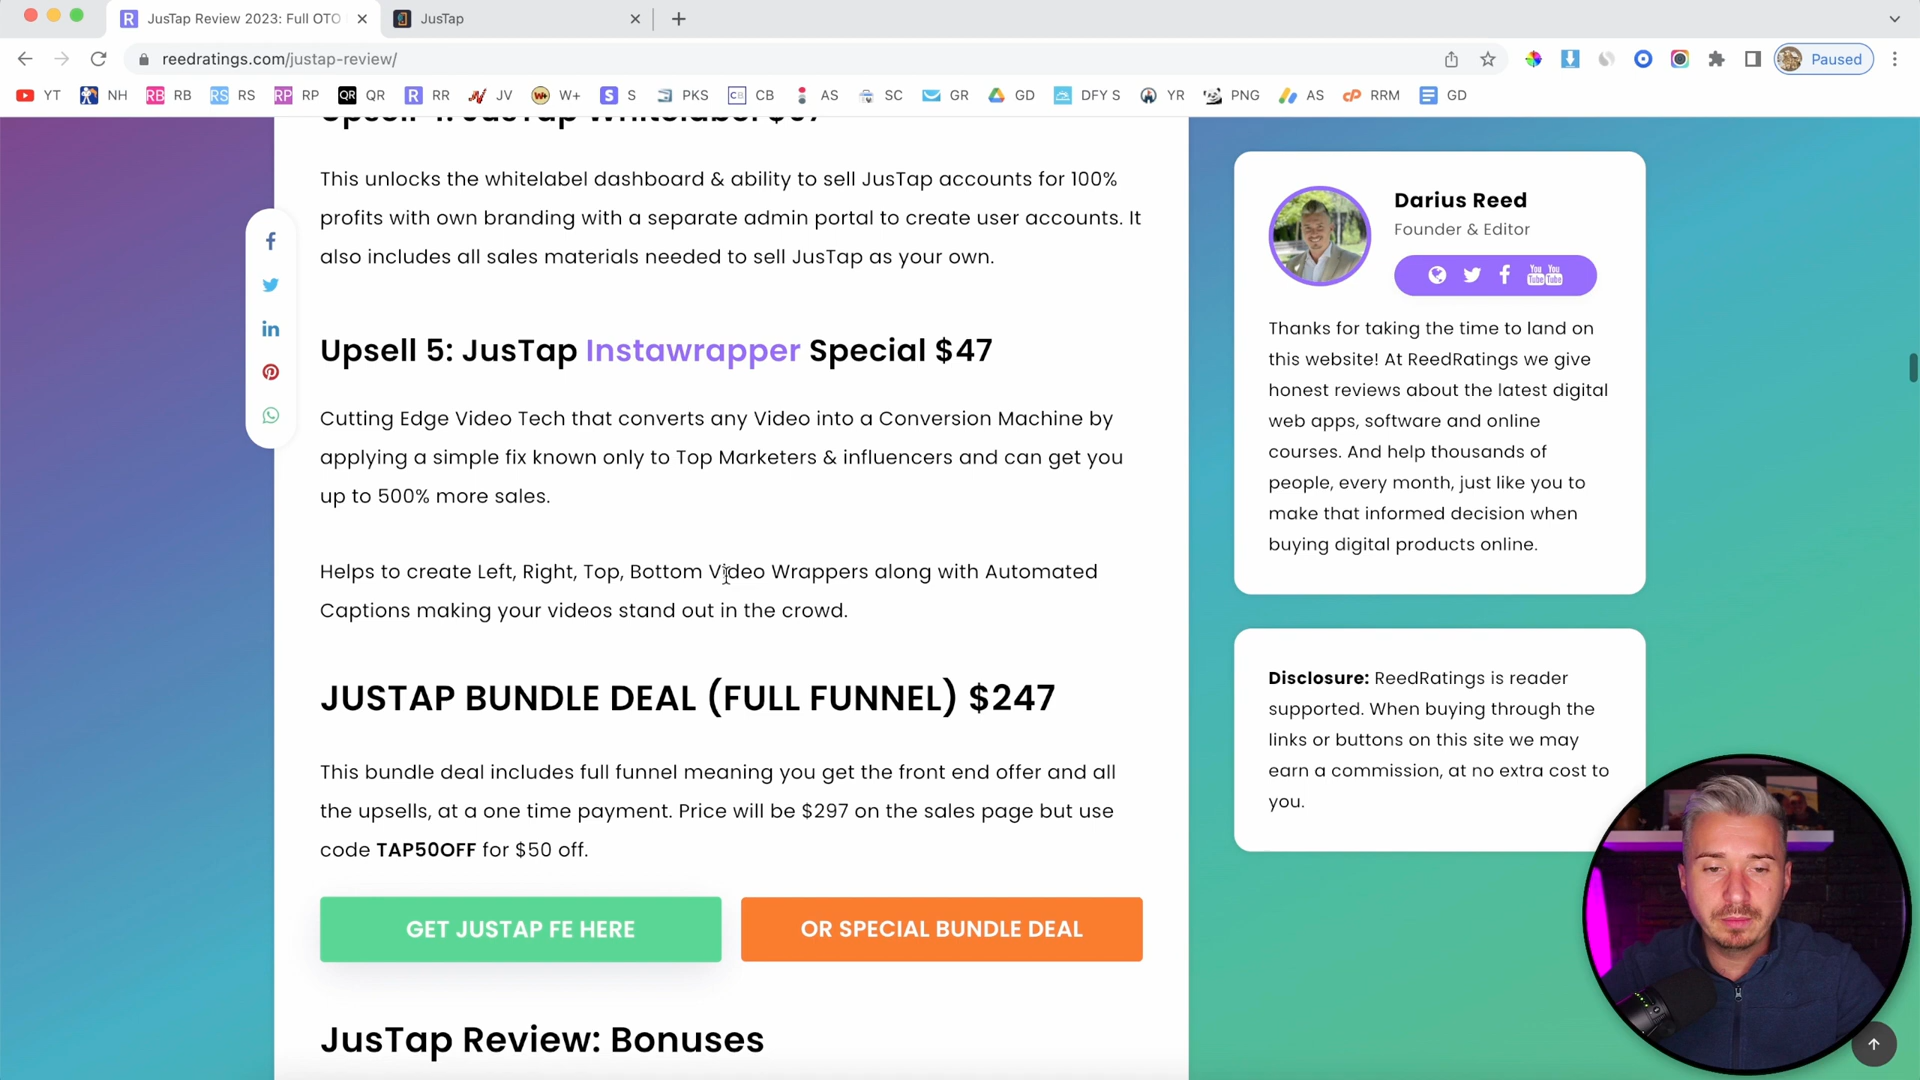 JusTap Review 2023: Full OTO
JusTap
reedratings.com/justap-review/
Paused
YT NH RB RS RP QR RR JV W+ S PKS CB AS SC GR GD DFY S YR PNG AS RRM GD
Upsell 4: JusTap Whitelabel $67
This unlocks the whitelabel dashboard & ability to sell JusTap accounts for 100%
profits with own branding with a separate admin portal to create user accounts. It
also includes all sales materials needed to sell JusTap as your own.
Upsell 5: JusTap Instawrapper Special $47
Cutting Edge Video Tech that converts any Video into a Conversion Machine by
applying a simple fix known only to Top Marketers & influencers and can get you
up to 500% more sales.
Helps to create Left, Right, Top, Bottom Video Wrappers along with Automated
Captions making your videos stand out in the crowd.
JUSTAP BUNDLE DEAL (FULL FUNNEL) $247
This bundle deal includes full funnel meaning you get the front end offer and all
the upsells, at a one time payment. Price will be $297 on the sales page but use
code TAP50OFF for $50 off.
GET JUSTAP FE HERE
OR SPECIAL BUNDLE DEAL
JusTap Review: Bonuses
Darius Reed
Founder & Editor
Thanks for taking the time to land on
this website! At ReedRatings we give
honest reviews about the latest digital
web apps, software and online
courses. And help thousands of
people, every month, just like you to
make that informed decision when
buying digital products online.
Disclosure: ReedRatings is reader
supported. When buying through the
links or buttons on this site we may
earn a commission, at no extra cost to
you.